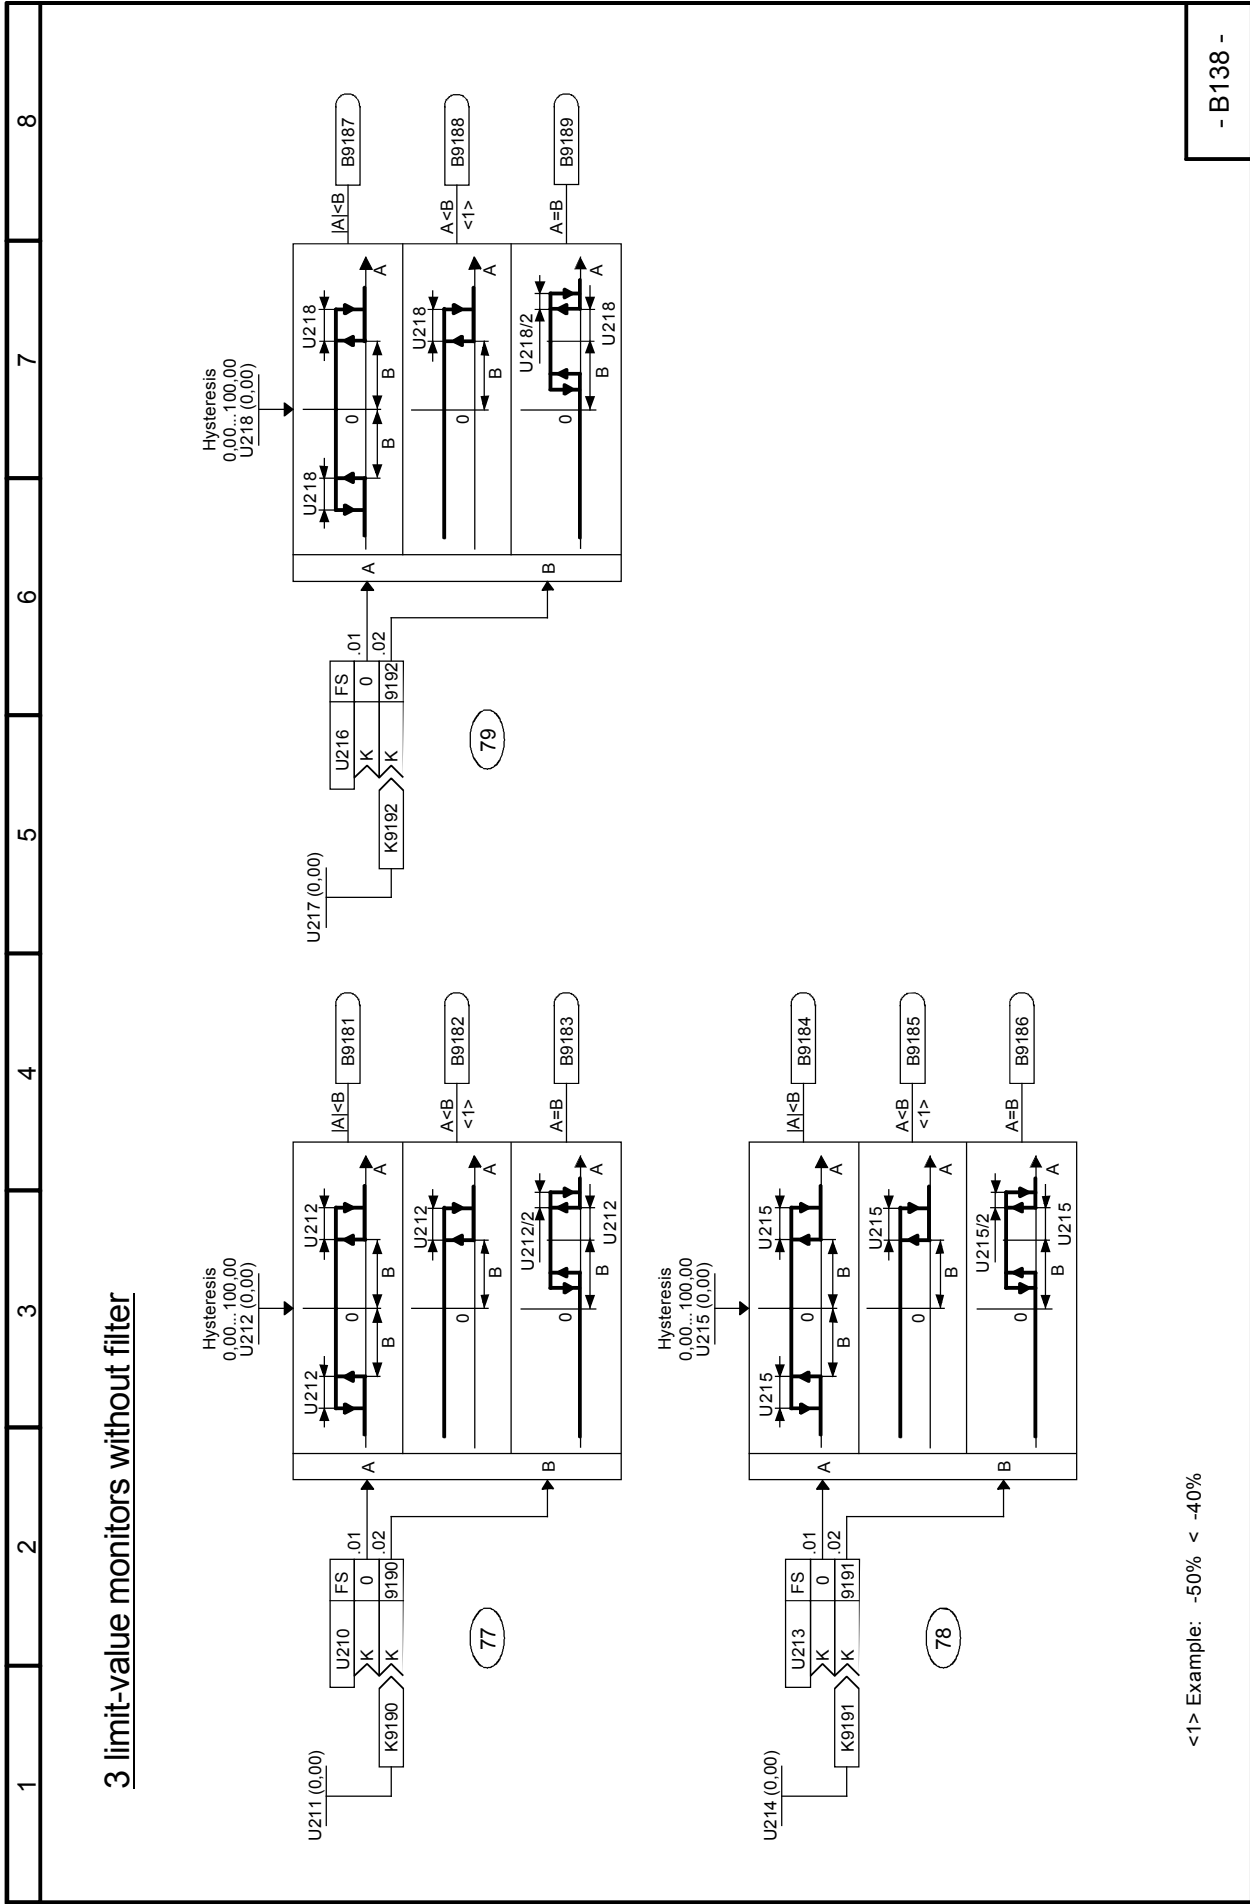 1 2 3 4 5 6 7 8
3 limit-value monitors without filter
Hysteresis
0,00...100,00
U212 (0,00)
U211 (0,00)
K9190
U210 FS
K 0 .01
K 9190 .02
77
A
B
U212 U212
0
B B
A
|A|<B
B9181
U212
0
B
A
A<B
<1>
B9182
U212/2
0
B
U212
A
A=B
B9183
Hysteresis
0,00...100,00
U215 (0,00)
U214 (0,00)
K9191
U213 FS
K 0 .01
K 9191 .02
78
A
B
U215 U215
0
B B
A
|A|<B
B9184
U215
0
B
A
A<B
<1>
B9185
U215/2
0
B
U215
A
A=B
B9186
Hysteresis
0,00...100,00
U218 (0,00)
U217 (0,00)
K9192
U216 FS
K 0 .01
K 9192 .02
79
A
B
U218 U218
0
B B
A
|A|<B
B9187
U218
0
B
A
A<B
<1>
B9188
U218/2
0
B
U218
A
A=B
B9189
<1> Example: -50% < -40%
- B138 -